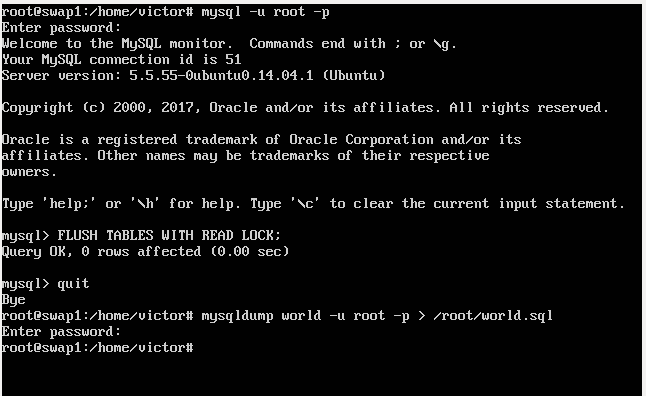 root@swap1:/home/victor# mysql -u root -p
Enter password:
Welcome to the MySQL monitor.  Commands end with ; or \g.
Your MySQL connection id is 51
Server version: 5.5.55-0ubuntu0.14.04.1 (Ubuntu)
Copyright (c) 2000, 2017, Oracle and/or its affiliates. All rights reserved.
Oracle is a registered trademark of Oracle Corporation and/or its
affiliates. Other names may be trademarks of their respective
owners.
Type 'help;' or '\h' for help. Type '\c' to clear the current input statement.
mysql> FLUSH TABLES WITH READ LOCK;
Query OK, 0 rows affected (0.00 sec)
mysql> quit
Bye
root@swap1:/home/victor# mysqldump world -u root -p > /root/world.sql
Enter password:
root@swap1:/home/victor#